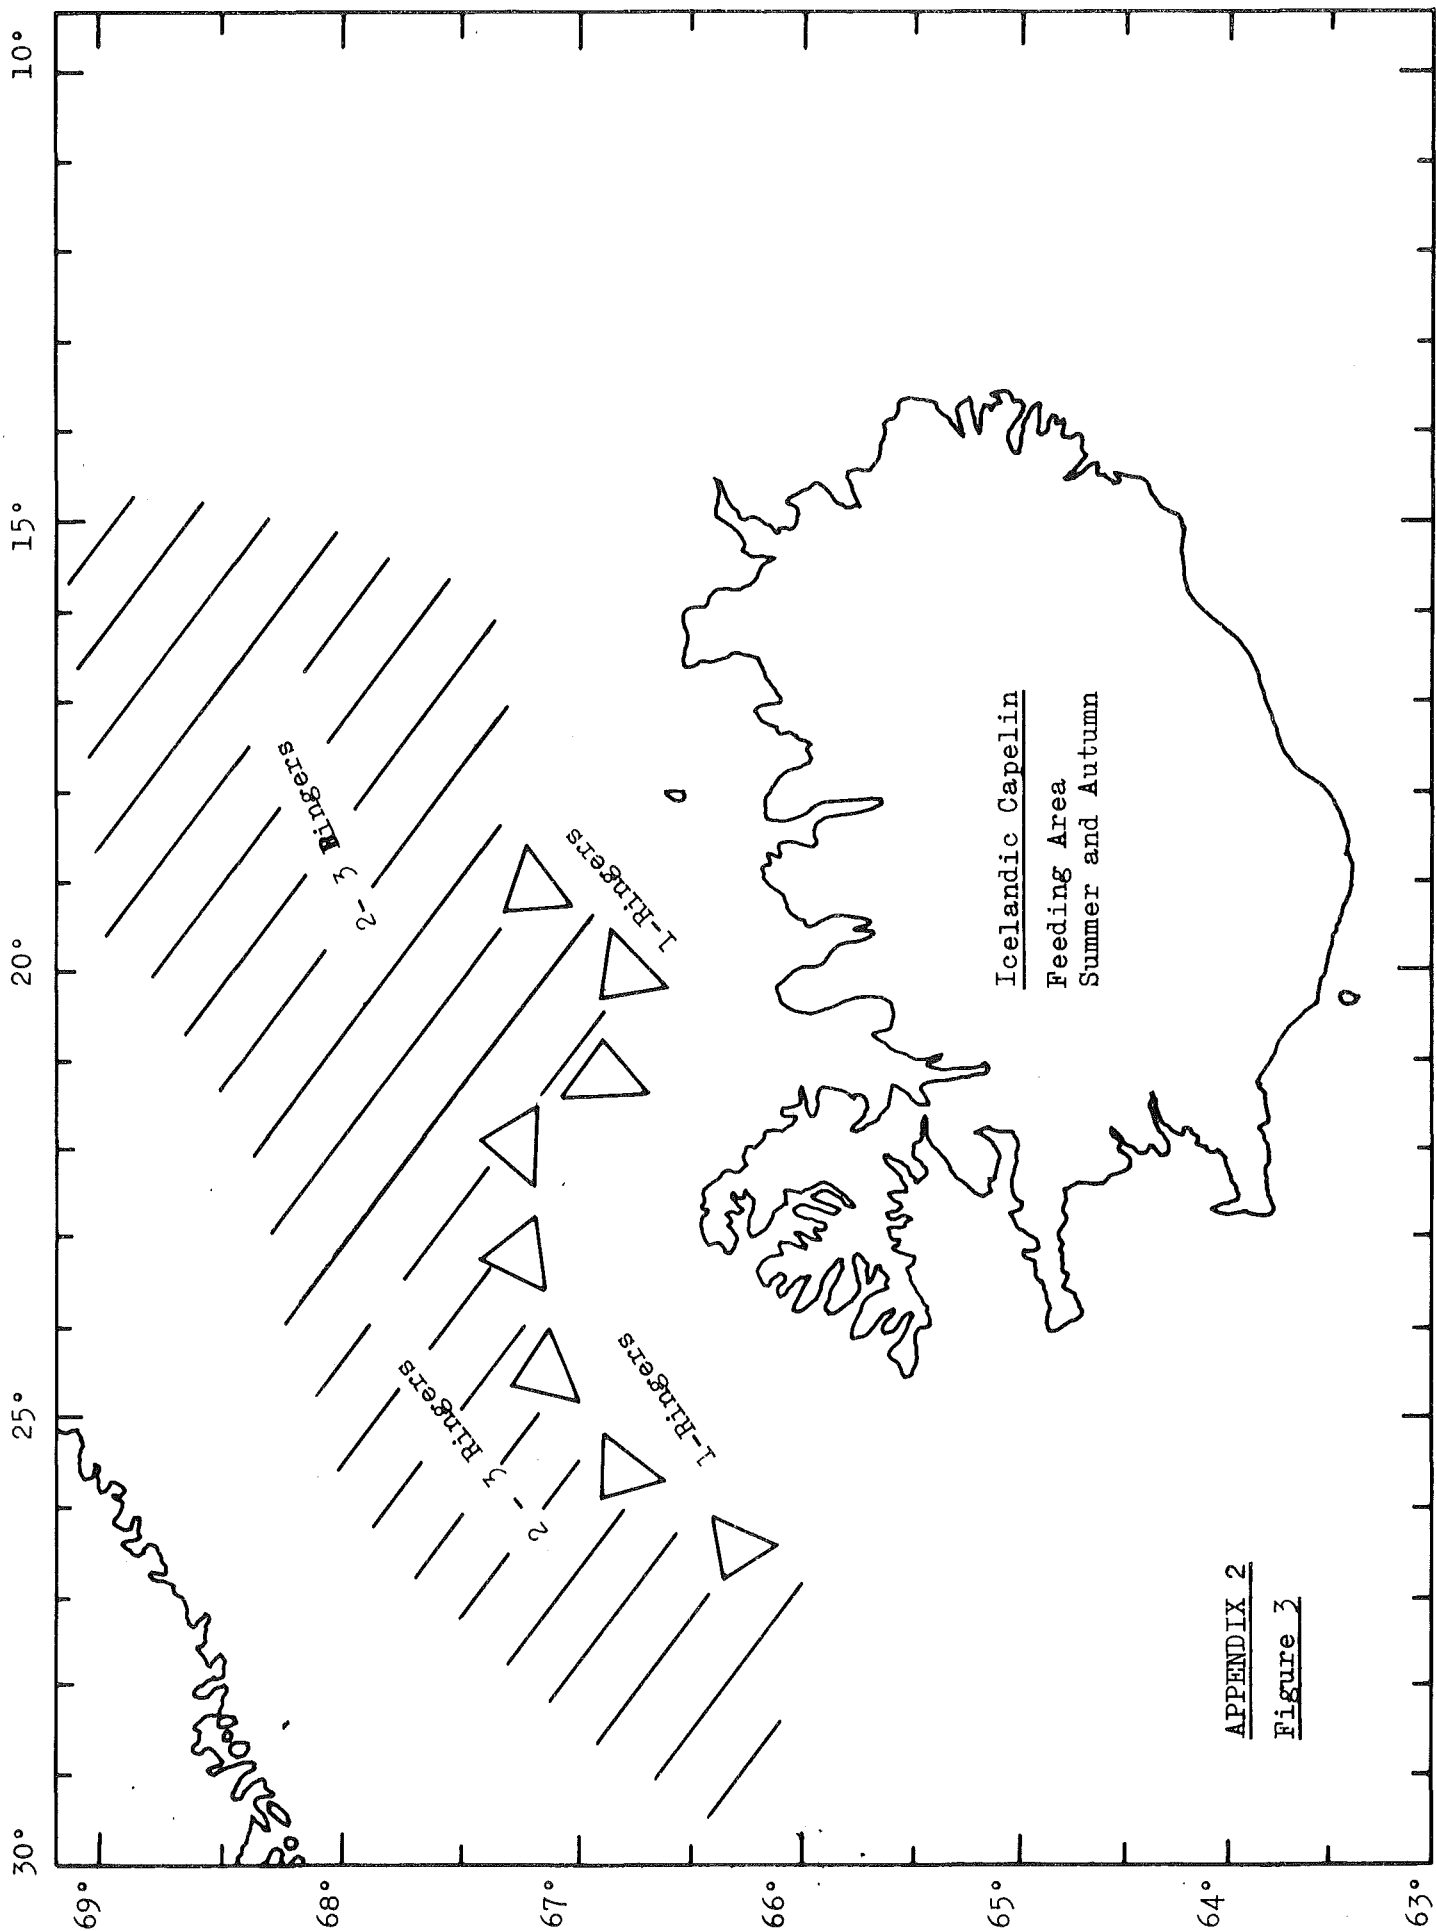 30°
25°
20°
15°
10°
69°
68°
67°
66°
65°
64°
63°
2-3 Ringers
1-Ringers
2 - 3 Ringers
1-Ringers
Icelandic Capelin
Feeding Area
Summer and Autumn
APPENDIX 2
Figure 3